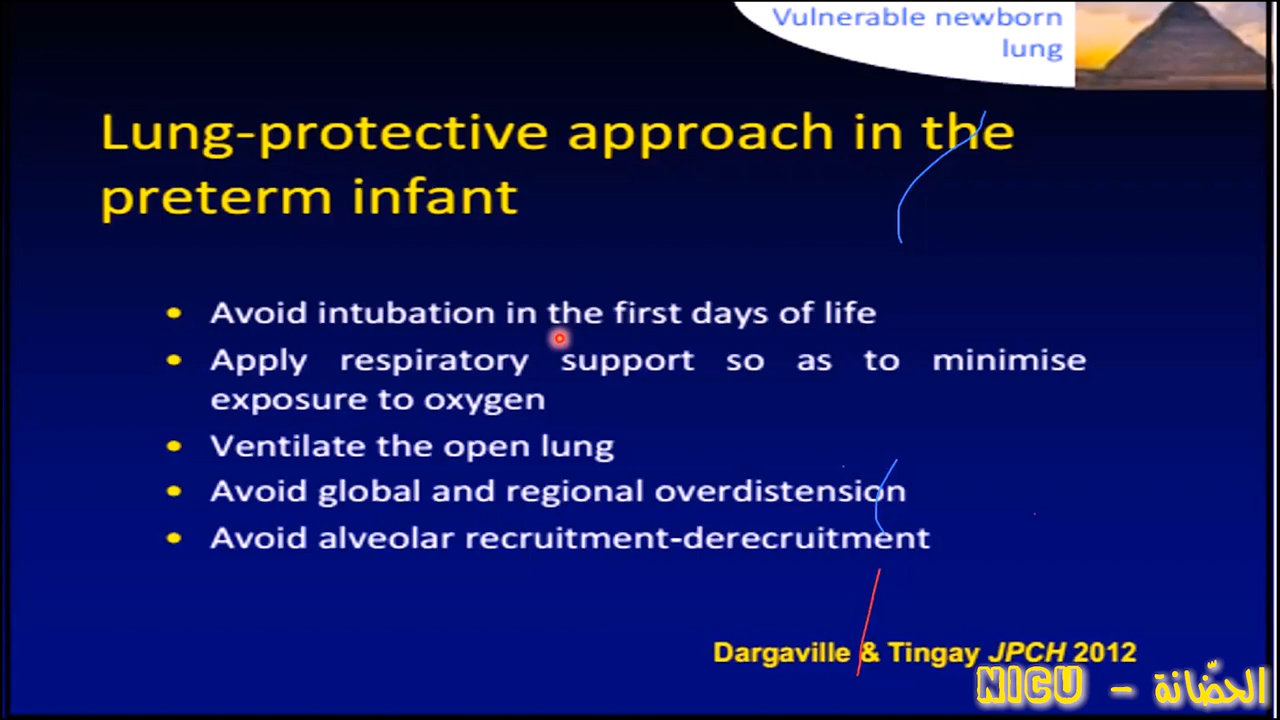 Vulnerable newborn
lung
Lung-protective approach in the
preterm infant
• Avoid intubation in the first days of life
• Apply respiratory support so as to minimise
exposure to oxygen
• Ventilate the open lung
• Avoid global and regional overdistension
• Avoid alveolar recruitment-derecruitment
Dargaville & Tingay JPCH 2012
NICU - الحضّانة